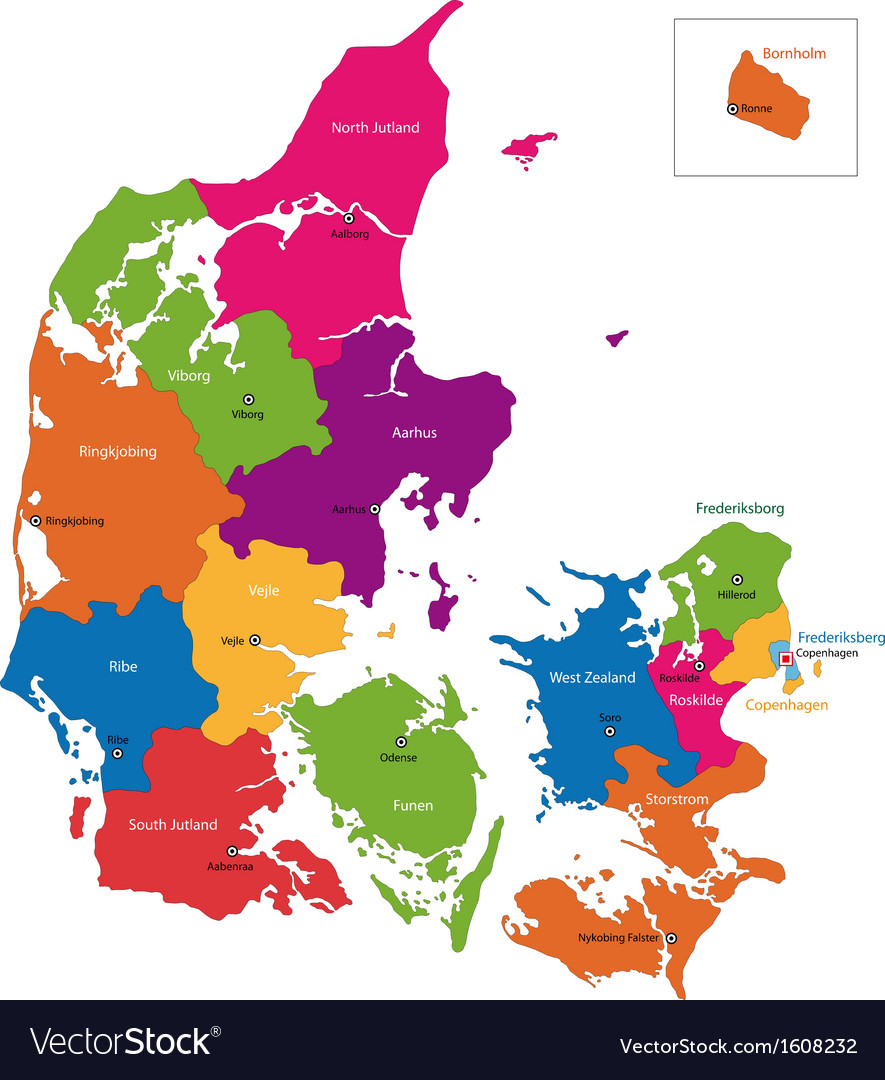 Bornholm
Ronne
North Jutland
Aalborg
Viborg
Viborg
Aarhus
Ringkjobing
Aarhus
Ringkjobing
Frederiksborg
Hillerod
Vejle
Vejle
Frederiksberg
Copenhagen
Ribe
West Zealand
Roskilde
Roskilde
Copenhagen
Soro
Ribe
Odense
Storstrom
Funen
South Jutland
Aabenraa
Nykobing Falster
VectorStock®
VectorStock.com/1608232